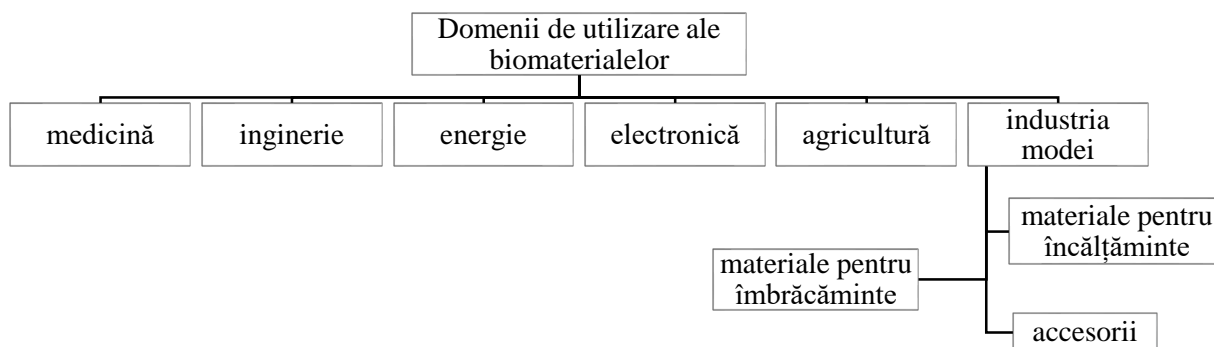 Domenii de utilizare ale
biomaterialelor
medicină
inginerie
energie
electronică
agricultură
industria
modei
materiale pentru
încălțăminte
materiale pentru
îmbrăcăminte
accesorii